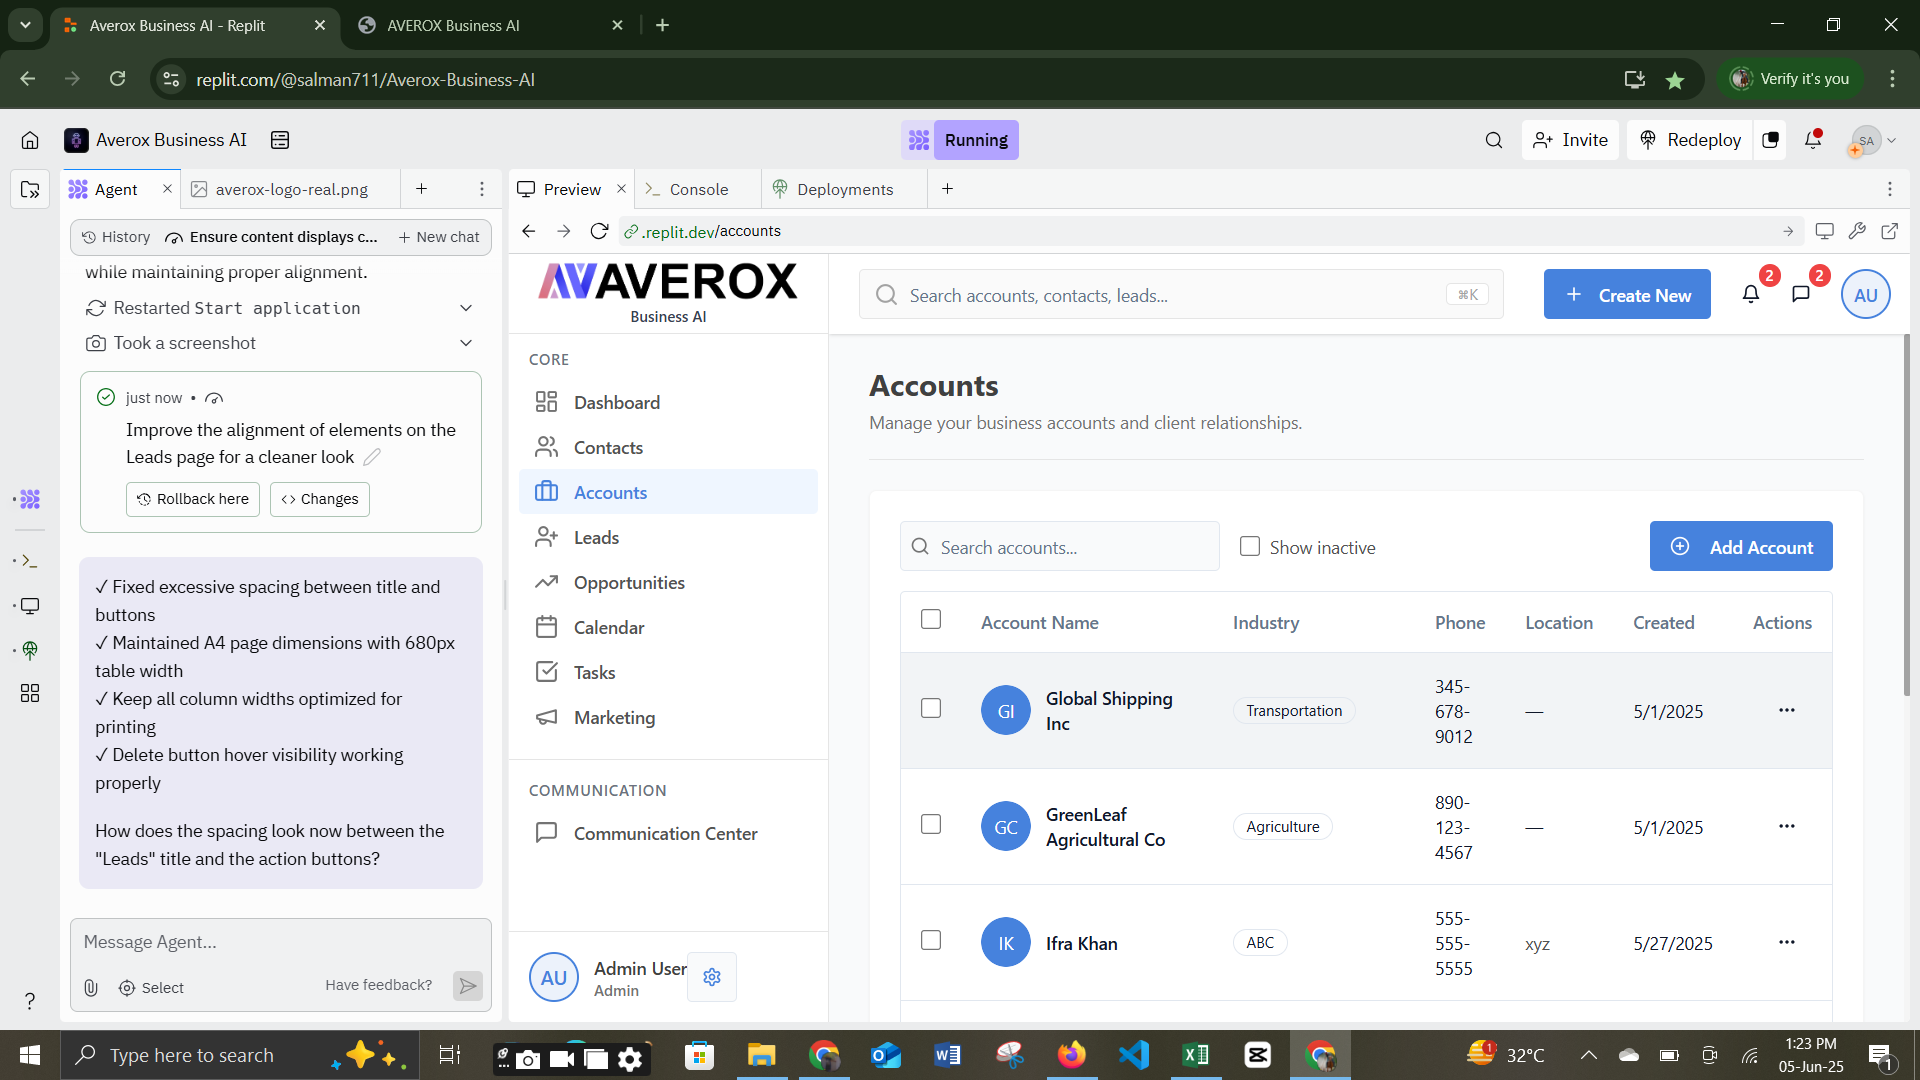 Averox Business AI - Replit
AVEROX Business AI
replit.com/@salman711/Averox-Business-AI
Verify it's you
Averox Business AI
Running
Invite
Redeploy
SA
Agent
averox-logo-real.png
Preview
Console
Deployments
History
Ensure content displays c...
New chat
.replit.dev/accounts
while maintaining proper alignment.
Restarted Start application
Took a screenshot
just now •
Improve the alignment of elements on the
Leads page for a cleaner look
Rollback here
Changes
✓ Fixed excessive spacing between title and
buttons
✓ Maintained A4 page dimensions with 680px
table width
✓ Keep all column widths optimized for
printing
✓ Delete button hover visibility working
properly
How does the spacing look now between the
"Leads" title and the action buttons?
Message Agent...
Select
Have feedback?
AVEROX
Business AI
Search accounts, contacts, leads...
⌘K
Create New
2
2
AU
CORE
Dashboard
Contacts
Accounts
Leads
Opportunities
Calendar
Tasks
Marketing
COMMUNICATION
Communication Center
AU
Admin User
Admin
Accounts
Manage your business accounts and client relationships.
Search accounts...
Show inactive
Add Account
Account Name Industry Phone Location Created Actions
GI
Global Shipping
Inc
Transportation
345-
678-
9012
—
5/1/2025
GC
GreenLeaf
Agricultural Co
Agriculture
890-
123-
4567
—
5/1/2025
IK
Ifra Khan
ABC
555-
555-
5555
xyz
5/27/2025
Type here to search
1
32°C
1:23 PM
05-Jun-25
1